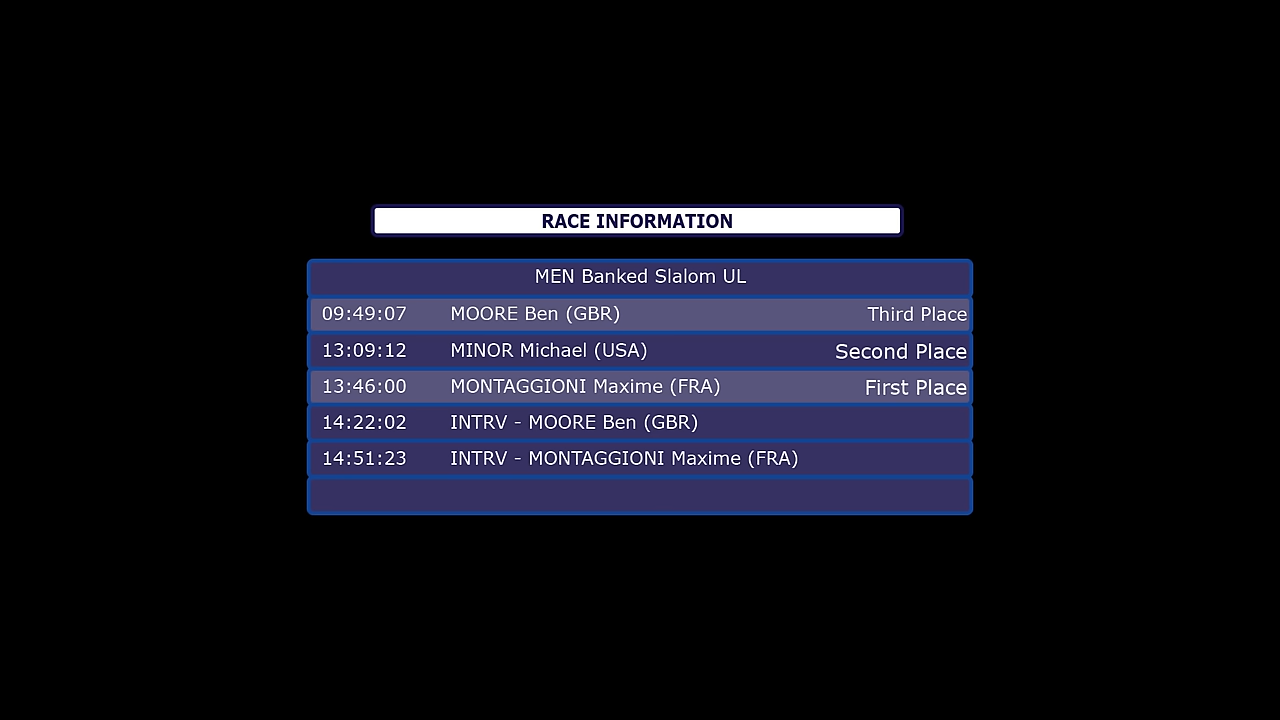 RACE INFORMATION
MEN Banked Slalom UL
09:49:07 MOORE Ben (GBR) Third Place
13:09:12 MINOR Michael (USA) Second Place
13:46:00 MONTAGGIONI Maxime (FRA) First Place
14:22:02 INTRV - MOORE Ben (GBR)
14:51:23 INTRV - MONTAGGIONI Maxime (FRA)